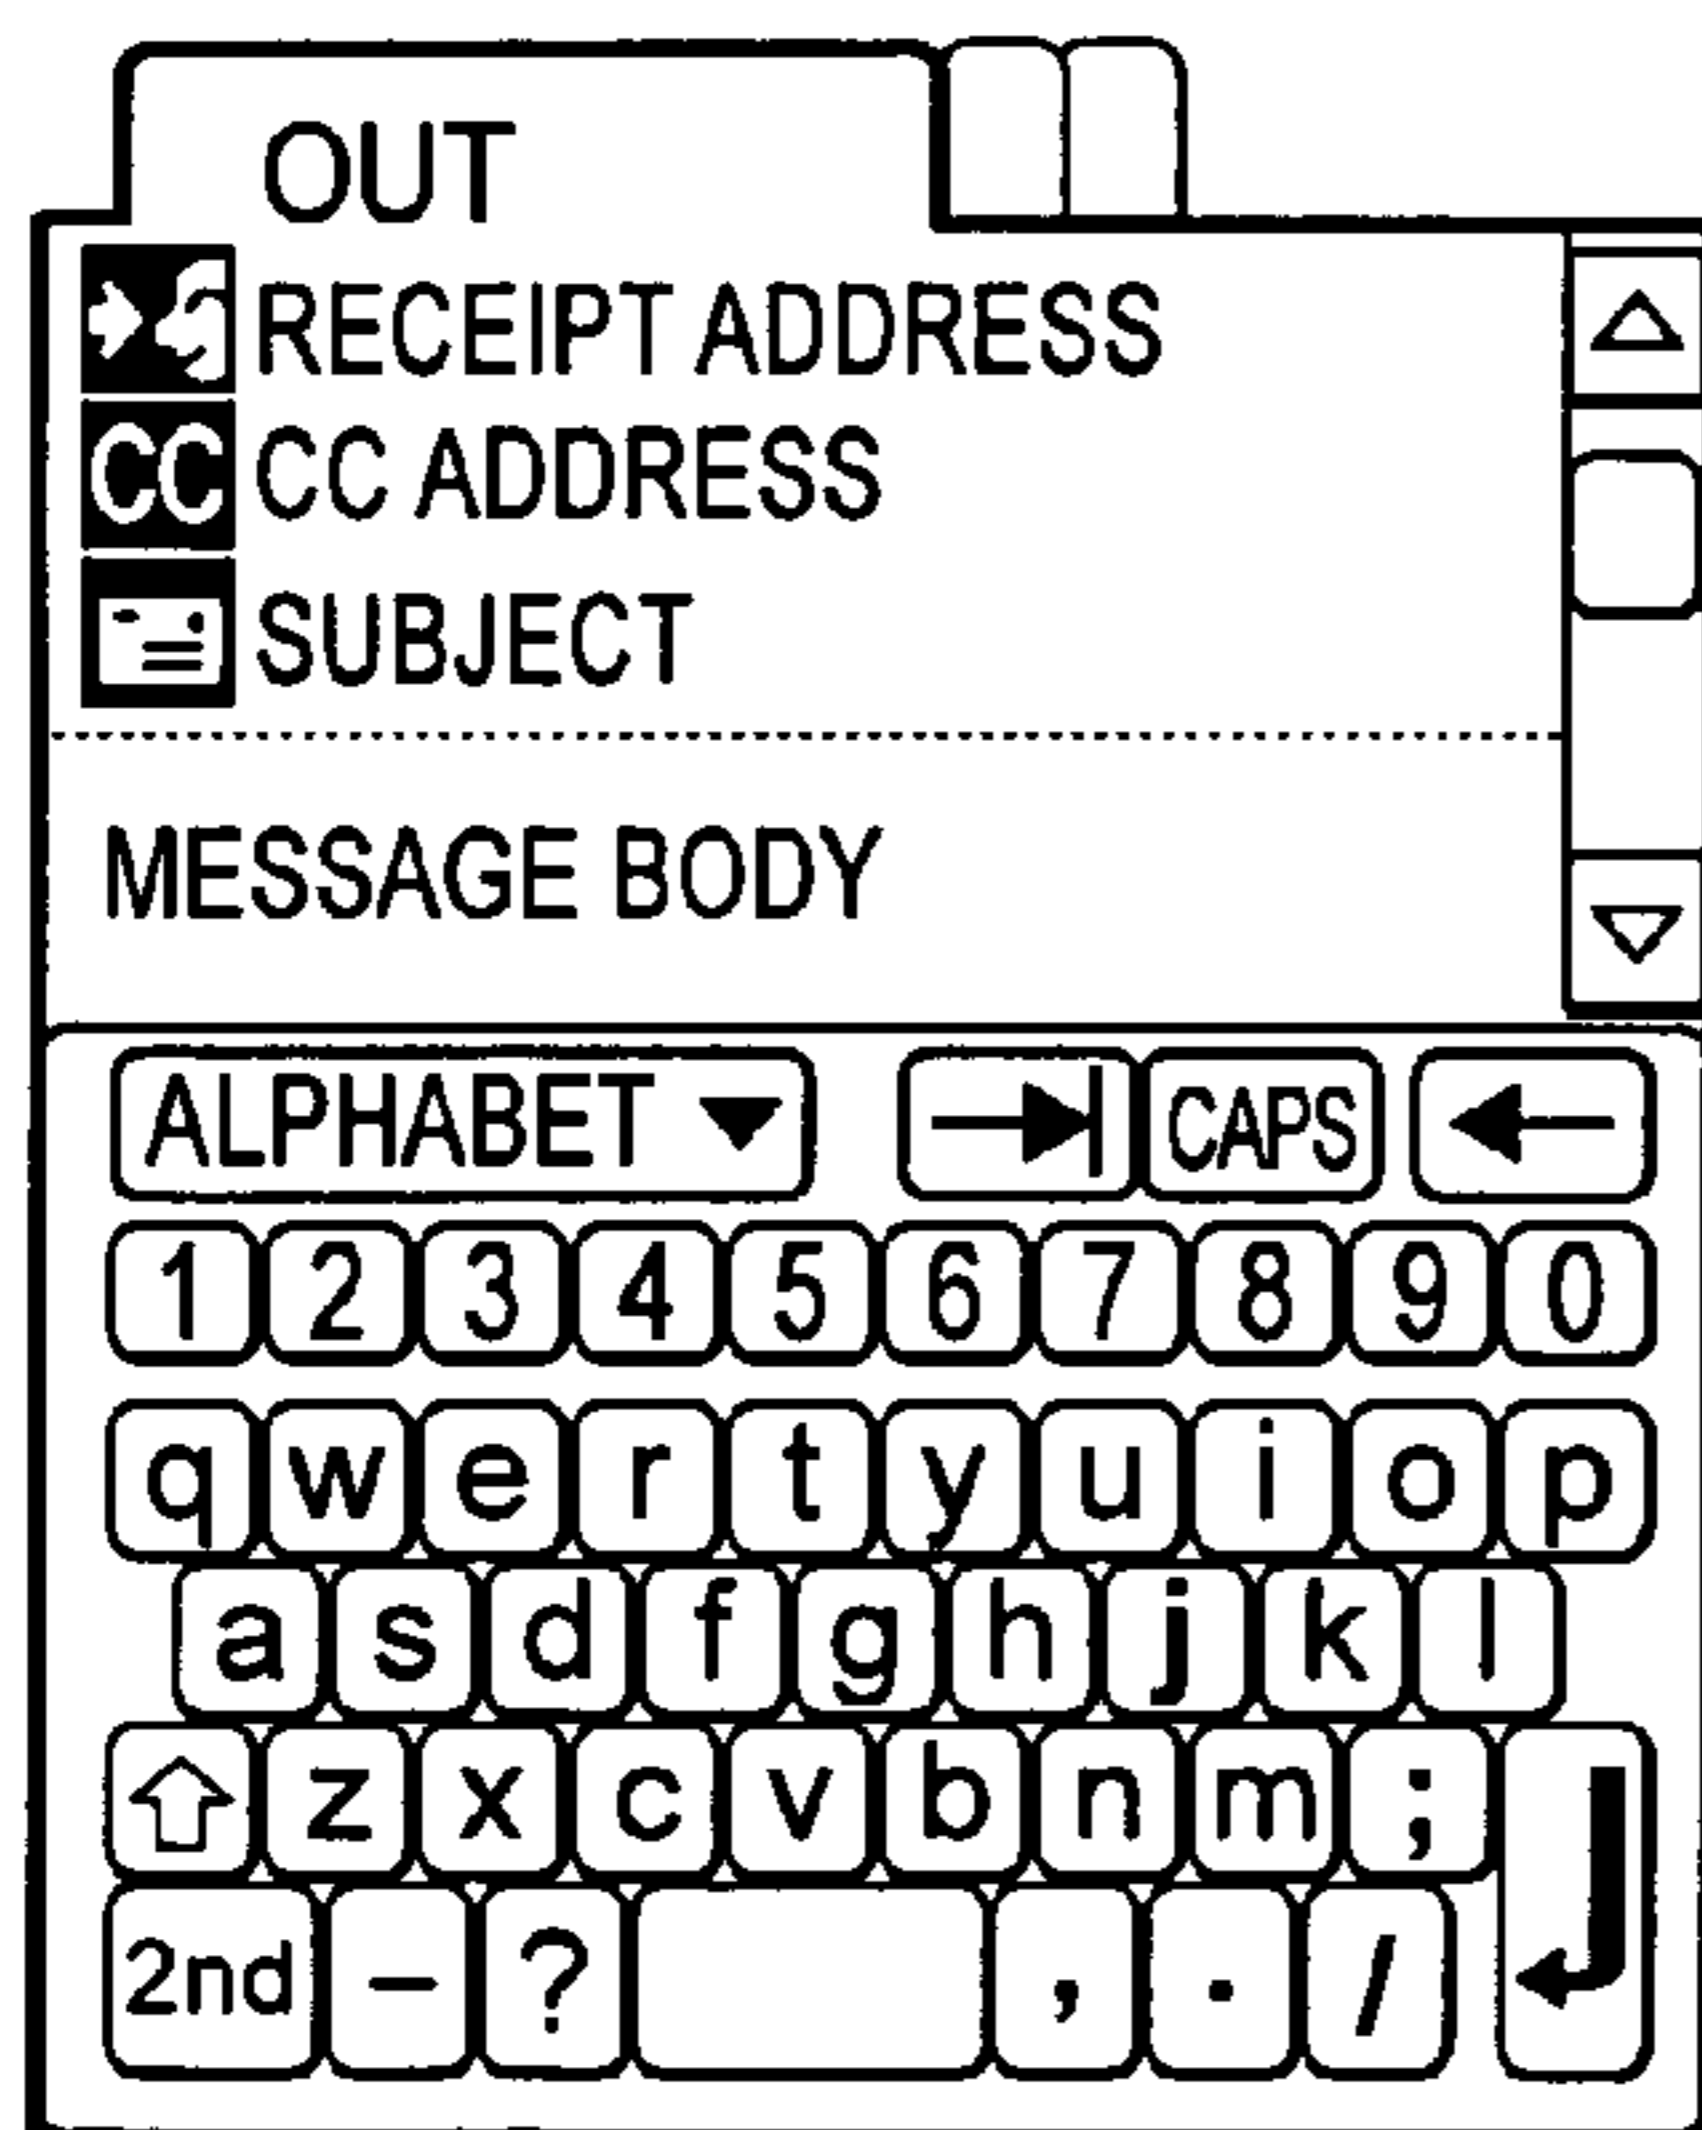 OUT
RECEIPT ADDRESS
CC CC ADDRESS
SUBJECT
MESSAGE BODY
ALPHABET CAPS
1 2 3 4 5 6 7 8 9 0
q w e r t y u i o p
a s d f g h j k l
z x c v b n m ;
2nd - ? , . /